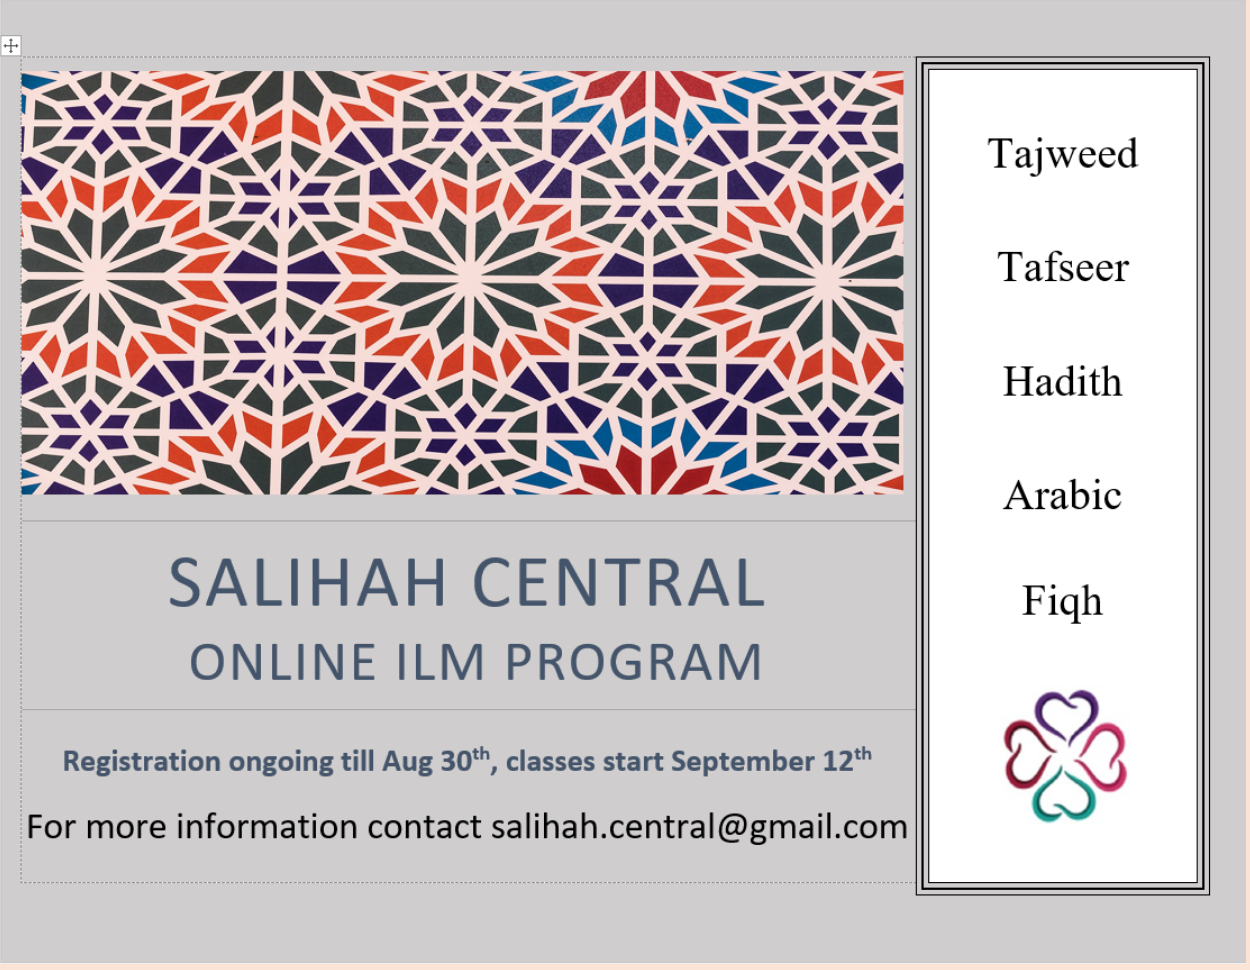 SALIHAH CENTRAL
ONLINE ILM PROGRAM
Registration ongoing till Aug 30th, classes start September 12th
For more information contact salihah.central@gmail.com
Tajweed
Tafseer
Hadith
Arabic
Fiqh